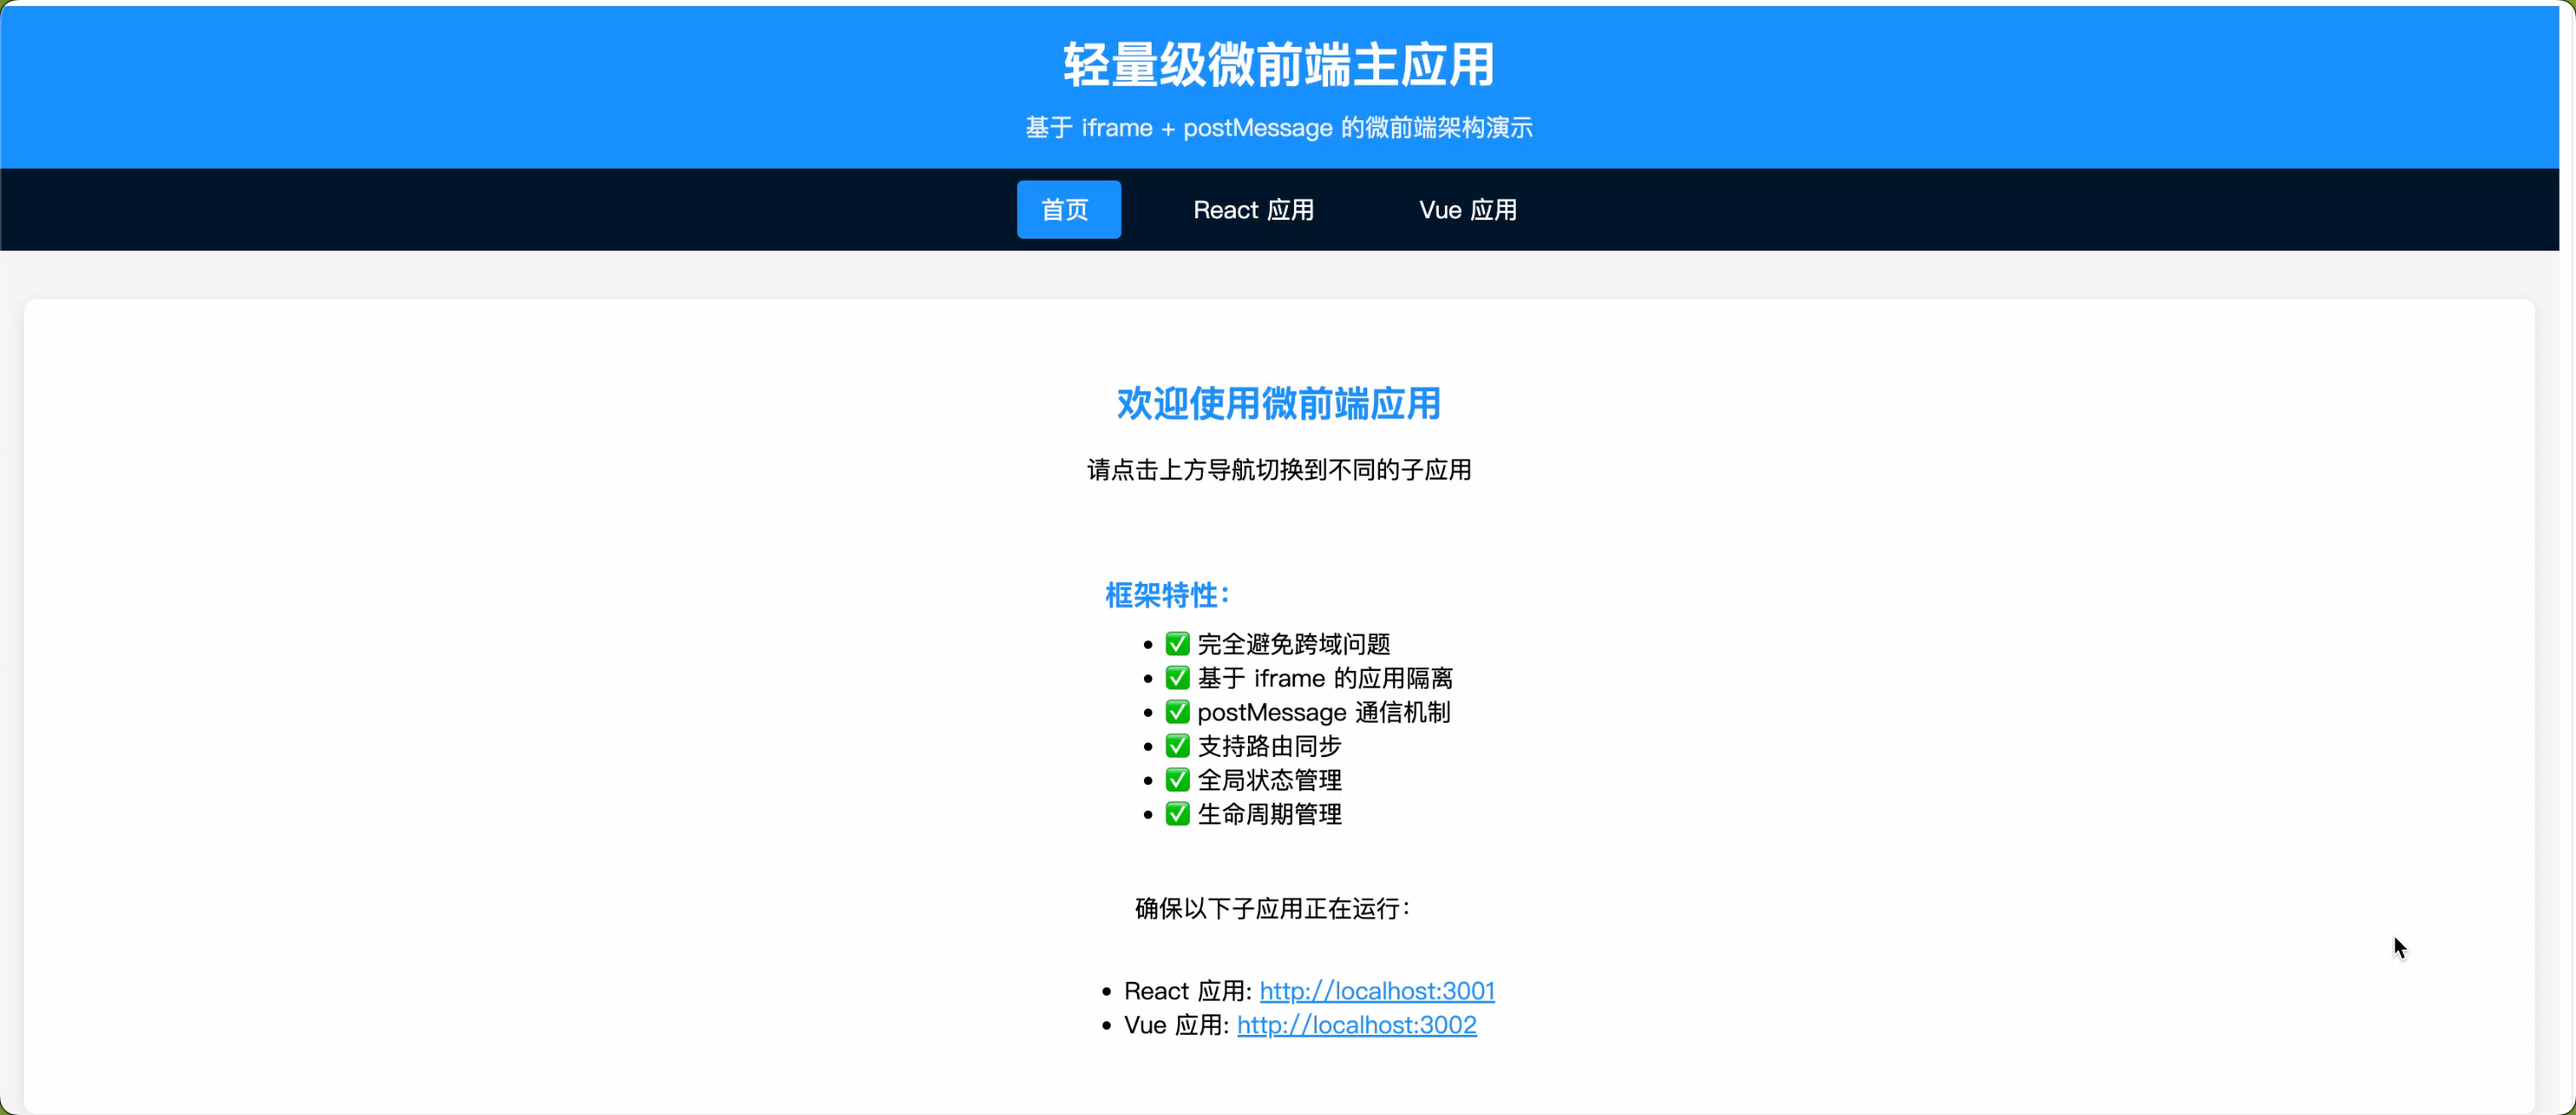 轻量级微前端主应用
基于 iframe + postMessage 的微前端架构演示
首页 React 应用 Vue 应用
欢迎使用微前端应用
请点击上方导航切换到不同的子应用
框架特性：
• ✅ 完全避免跨域问题
• ✅ 基于 iframe 的应用隔离
• ✅ postMessage 通信机制
• ✅ 支持路由同步
• ✅ 全局状态管理
• ✅ 生命周期管理
确保以下子应用正在运行：
• React 应用: http://localhost:3001
• Vue 应用: http://localhost:3002